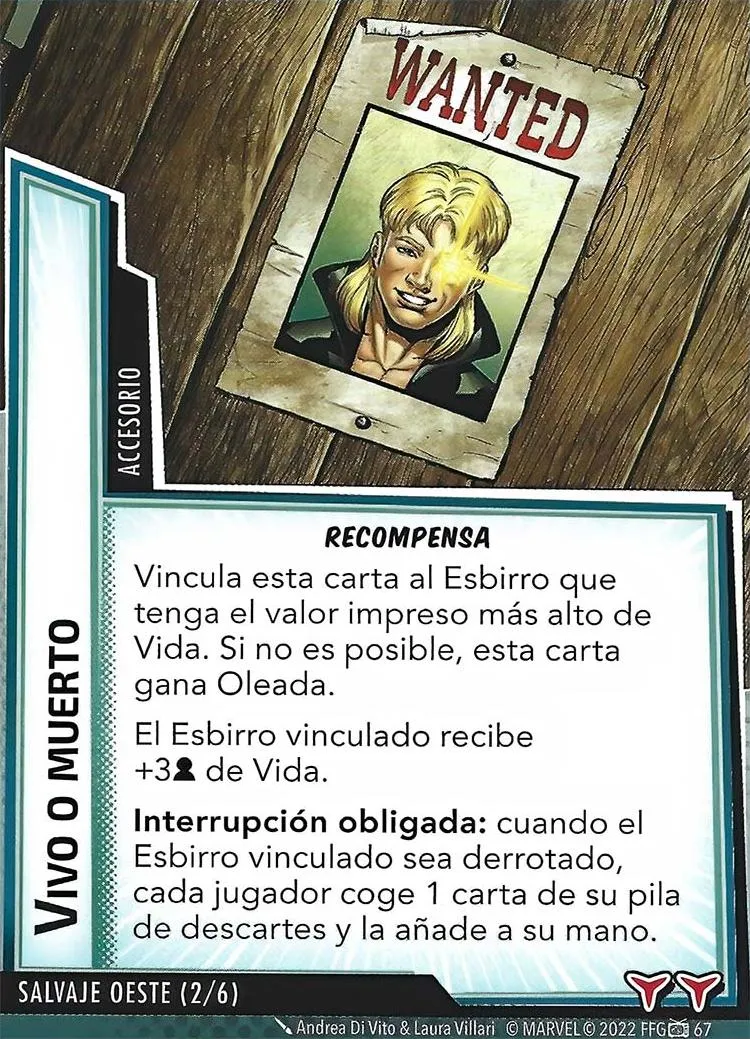 WANTED
ACCESORIO
VIVO O MUERTO
RECOMPENSA
Vincula esta carta al Esbirro que
tenga el valor impreso más alto de
Vida. Si no es posible, esta carta
gana Oleada.
El Esbirro vinculado recibe
+3 de Vida.
Interrupción obligada: cuando el
Esbirro vinculado sea derrotado,
cada jugador coge 1 carta de su pila
de descartes y la añade a su mano.
SALVAJE OESTE (2/6)
Andrea Di Vito & Laura Villari © MARVEL © 2022 FFG 67